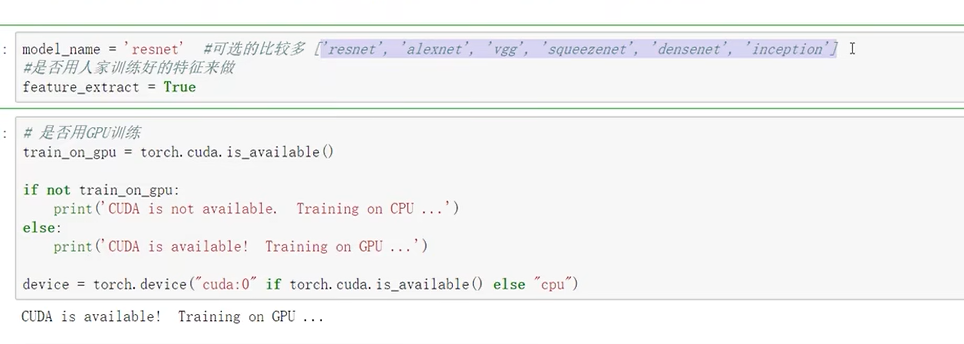 : model_name = 'resnet'  #可选的比较多 ['resnet', 'alexnet', 'vgg', 'squeezenet', 'densenet', 'inception']
#是否用人家训练好的特征来做
feature_extract = True
: # 是否用GPU训练
train_on_gpu = torch.cuda.is_available()
if not train_on_gpu:
    print('CUDA is not available.  Training on CPU ...')
else:
    print('CUDA is available!  Training on GPU ...')
device = torch.device("cuda:0" if torch.cuda.is_available() else "cpu")
CUDA is available!  Training on GPU ...